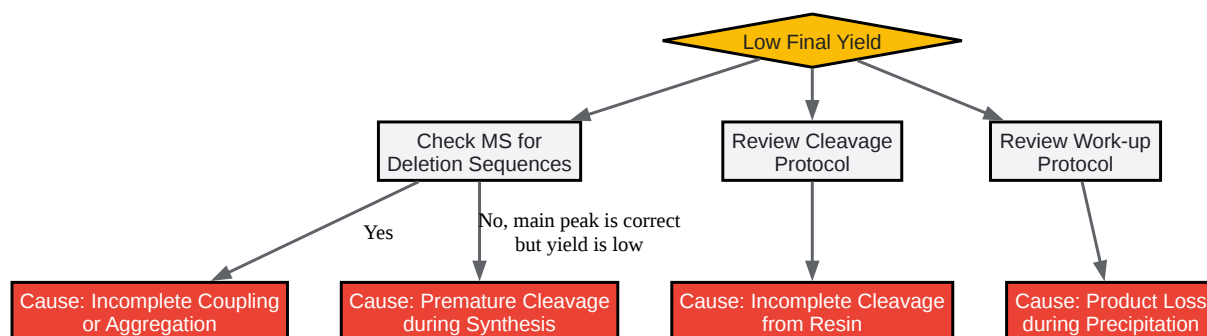 Low Final Yield
Check MS for
Deletion Sequences
Review Cleavage
Protocol
Review Work-up
Protocol
Yes
No, main peak is correct
but yield is low
Cause: Incomplete Coupling
or Aggregation
Cause: Premature Cleavage
during Synthesis
Cause: Incomplete Cleavage
from Resin
Cause: Product Loss
during Precipitation